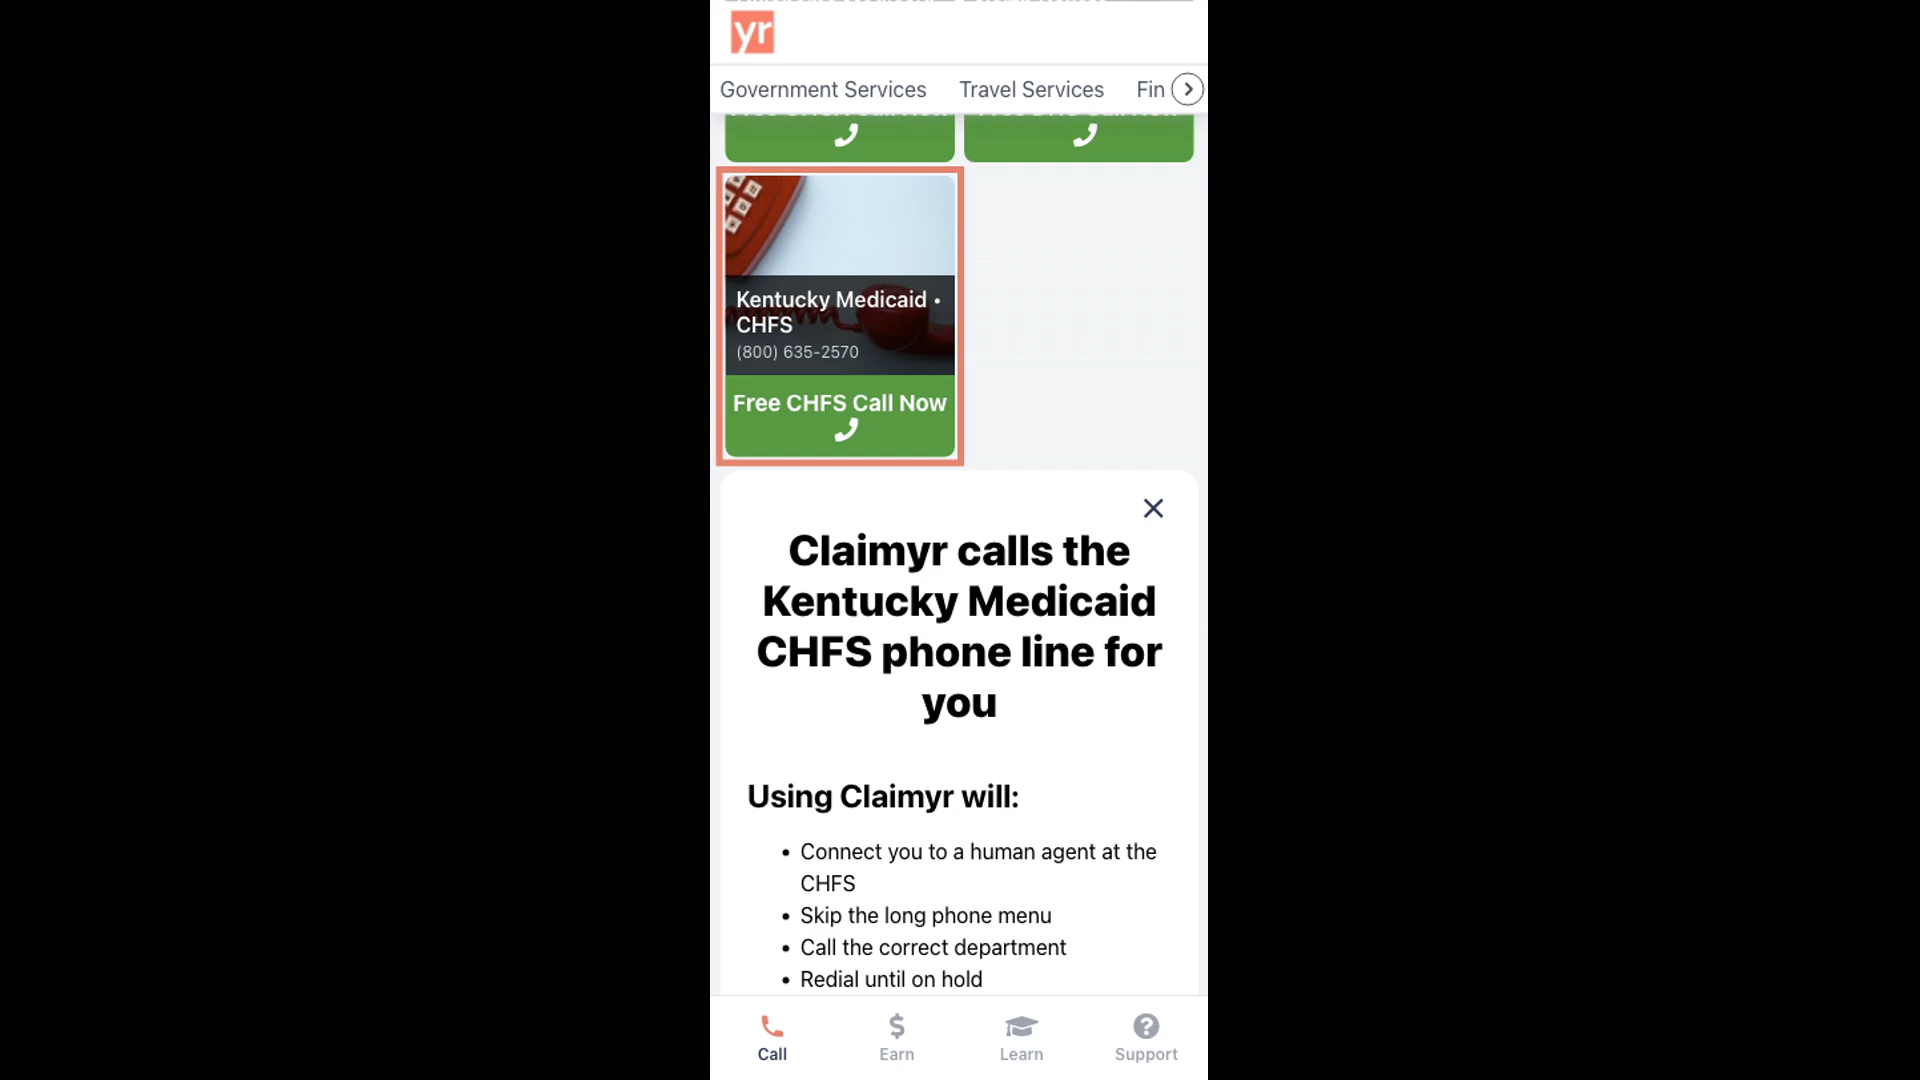 yr
Government Services
Travel Services
Fin
Kentucky Medicaid •
CHFS
(800) 635-2570
Free CHFS Call Now
Claimyr calls the
Kentucky Medicaid
CHFS phone line for
you
Using Claimyr will:
• Connect you to a human agent at the
CHFS
• Skip the long phone menu
• Call the correct department
• Redial until on hold
Call
Earn
Learn
Support